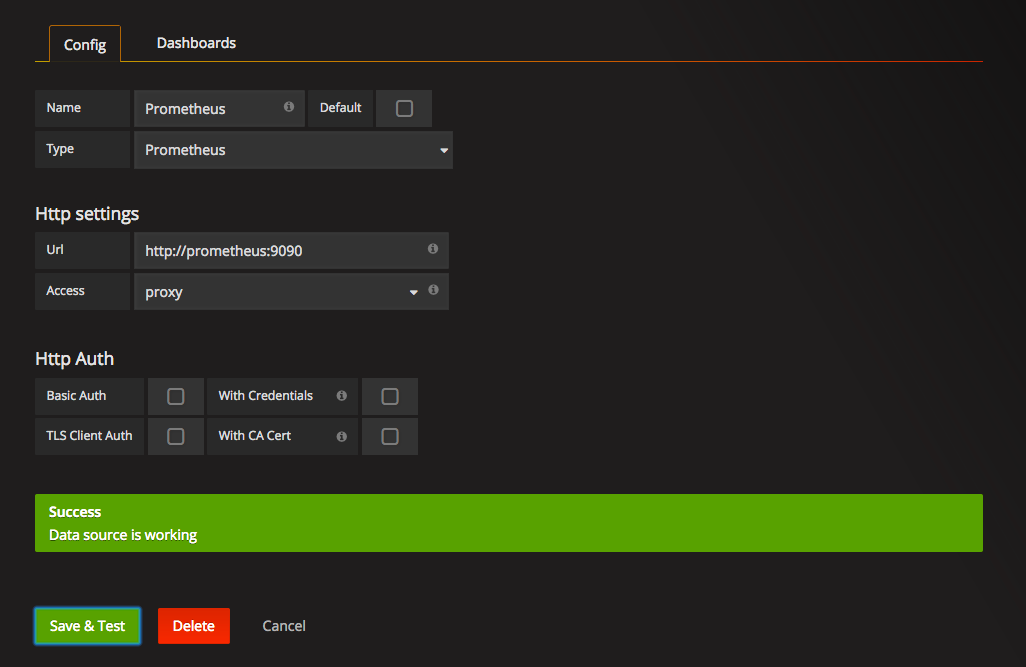 Config Dashboards
Name Prometheus Default
Type Prometheus
Http settings
Url http://prometheus:9090
Access proxy
Http Auth
Basic Auth With Credentials
TLS Client Auth With CA Cert
Success
Data source is working
Save & Test Delete Cancel